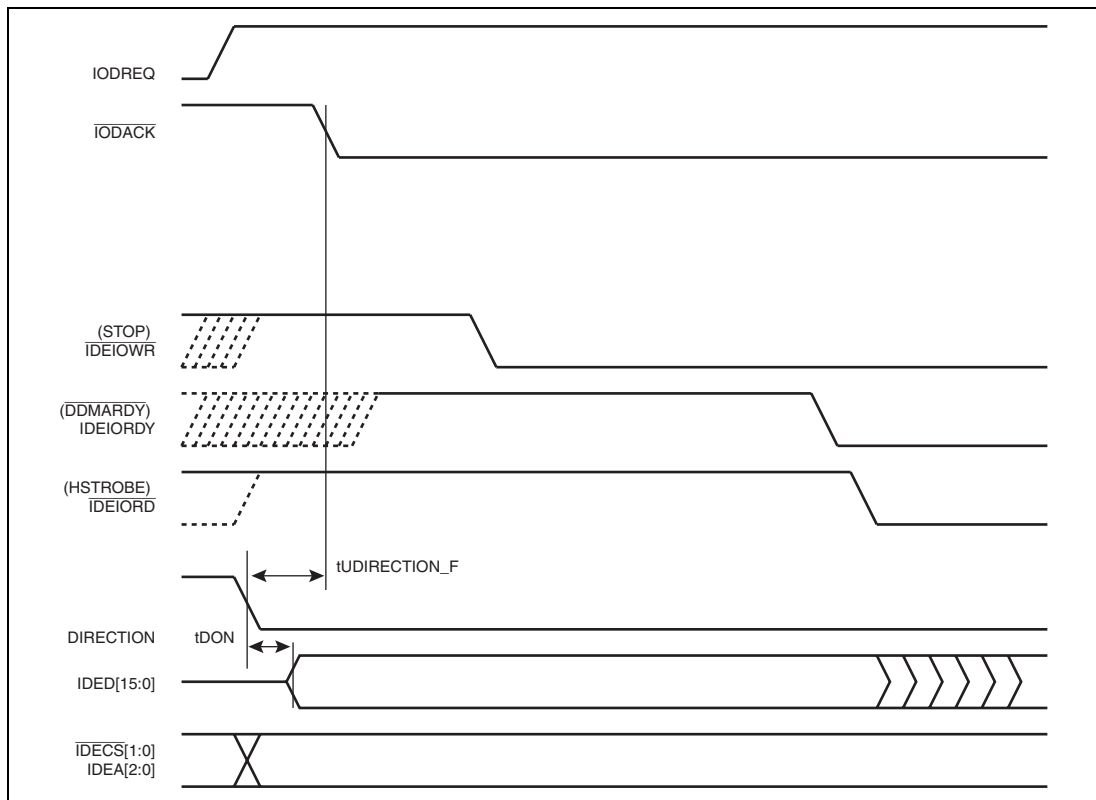 IODREQ
IODACK
(STOP)
IDEIOWR
(DDMARDY)
IDEIORDY
(HSTROBE)
IDEIORD
tUDIRECTION_F
DIRECTION
tDON
IDED[15:0]
IDECS[1:0]
IDEA[2:0]